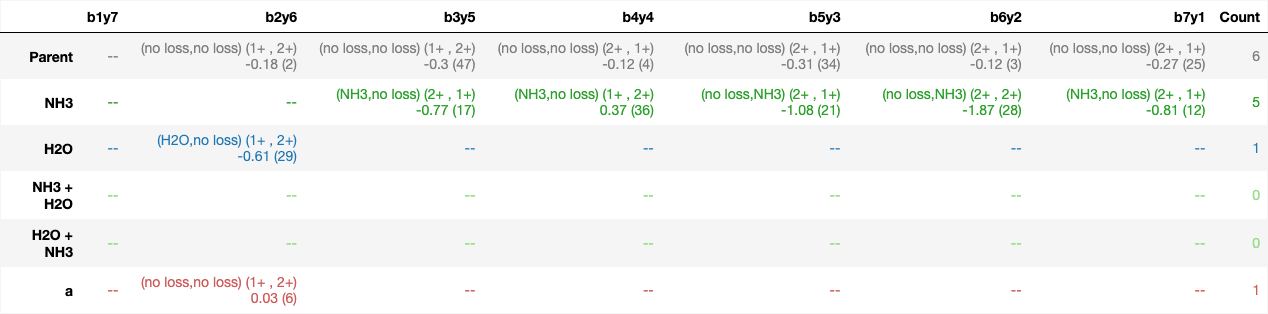 b1y7 b2y6 b3y5 b4y4 b5y3 b6y2 b7y1 Count
Parent -- (no loss,no loss) (1+ , 2+) (no loss,no loss) (1+ , 2+) (no loss,no loss) (2+ , 1+) (no loss,no loss) (2+ , 1+) (no loss,no loss) (2+ , 1+) (no loss,no loss) (2+ , 1+) 6
-0.18 (2) -0.3 (47) -0.12 (4) -0.31 (34) -0.12 (3) -0.27 (25)
NH3 -- -- (NH3,no loss) (2+ , 1+) (NH3,no loss) (1+ , 2+) (no loss,NH3) (2+ , 1+) (no loss,NH3) (2+ , 2+) (NH3,no loss) (2+ , 1+) 5
-0.77 (17) 0.37 (36) -1.08 (21) -1.87 (28) -0.81 (12)
H2O -- (H2O,no loss) (1+ , 2+) -- -- -- -- -- 1
-0.61 (29)
NH3 +
H2O -- -- -- -- -- -- -- 0
H2O +
NH3 -- -- -- -- -- -- -- 0
a -- (no loss,no loss) (1+ , 2+) -- -- -- -- -- 1
0.03 (6)